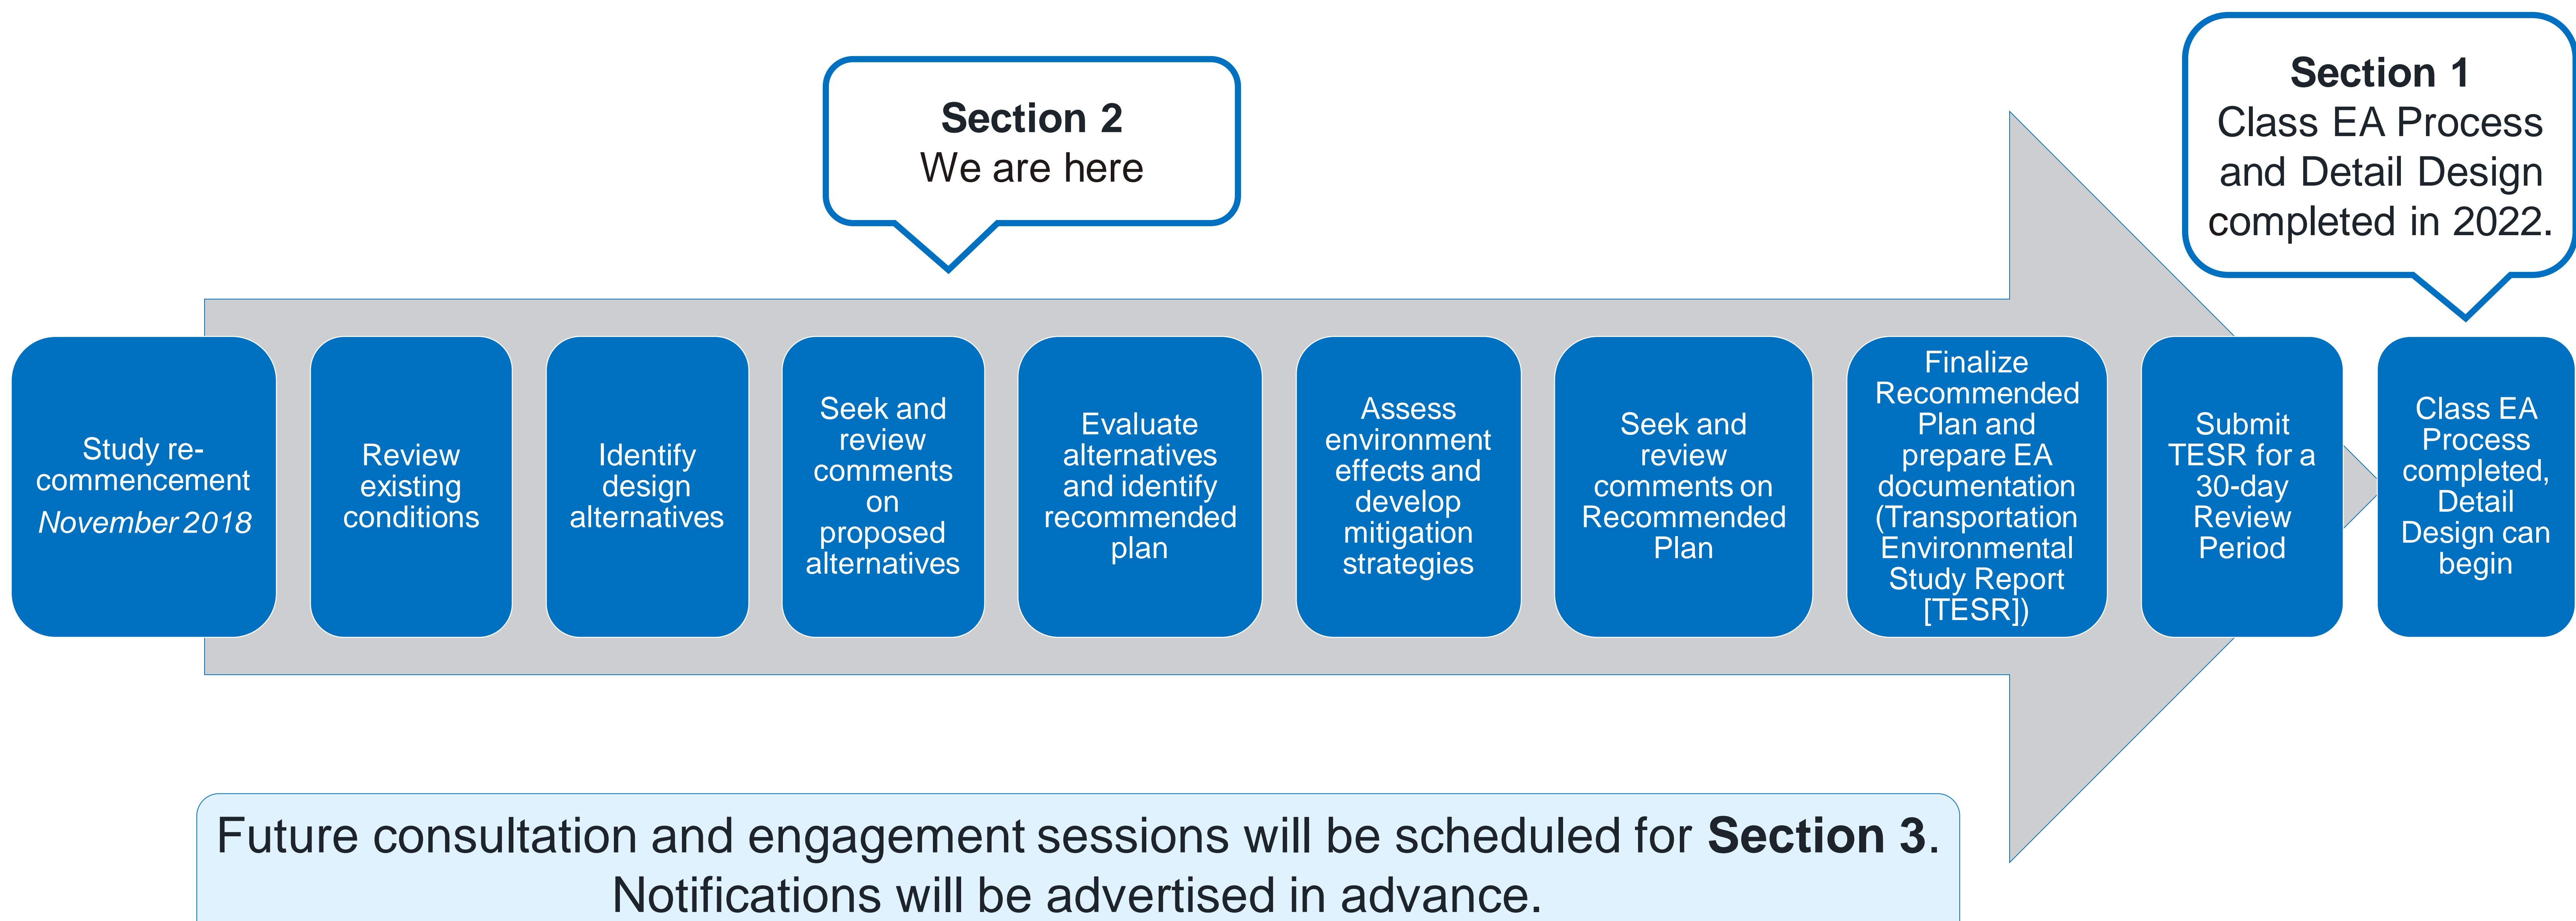 Section 2
We are here
Section 1
Class EA Process
and Detail Design
completed in 2022.
Study re-
commencement
November 2018
Review
existing
conditions
Identify
design
alternatives
Seek and
review
comments
on
proposed
alternatives
Evaluate
alternatives
and identify
recommended
plan
Assess
environment
effects and
develop
mitigation
strategies
Seek and
review
comments on
Recommended
Plan
Finalize
Recommended
Plan and
prepare EA
documentation
(Transportation
Environmental
Study Report
[TESR])
Submit
TESR for a
30-day
Review
Period
Class EA
Process
completed,
Detail
Design can
begin
Future consultation and engagement sessions will be scheduled for Section 3.
Notifications will be advertised in advance.